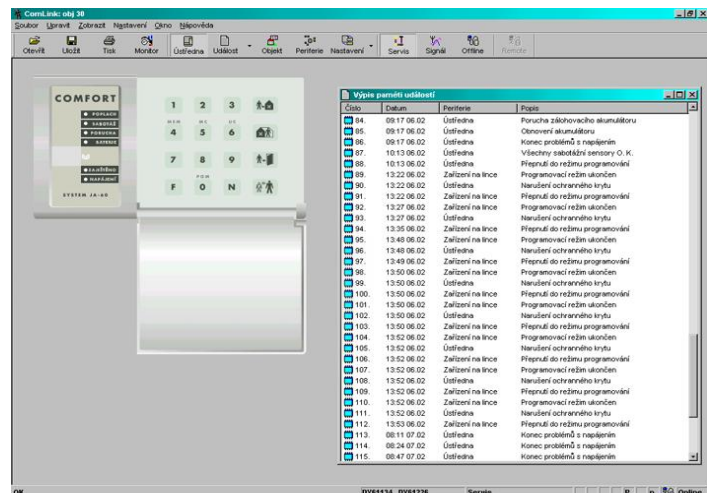 ComLink: obj 30
Soubor Upravit Zobrazit Nastavení Okno Nápověda
Otevřít Uložit Tisk Monitor Ústředna Událost Objekt Periferie Nastavení Servis Signál Offline Remote
COMFORT
POPLACH
SABOTÁŽ
PORUCHA
BATERIE
ZAJIŠTĚNO
NAPÁJENÍ
SYSTEM JA-60
1 2 3
MEM MC US
4 5 6
7 8 9
PGM
F 0 N
Výpis paměti událostí
Číslo Datum Periferie Popis
84. 09:17 06.02 Ústředna Porucha zálohovacího akumulátoru
85. 09:17 06.02 Ústředna Obnovení akumulátoru
86. 09:17 06.02 Ústředna Konec problémů s napájením
87. 10:13 06.02 Ústředna Všechny sabotážní sensory O. K.
88. 10:13 06.02 Ústředna Přepnutí do režimu programování
89. 13:22 06.02 Zařízení na lince Programovací režim ukončen
90. 13:22 06.02 Ústředna Narušení ochranného krytu
91. 13:22 06.02 Zařízení na lince Přepnutí do režimu programování
92. 13:27 06.02 Zařízení na lince Programovací režim ukončen
93. 13:27 06.02 Ústředna Narušení ochranného krytu
94. 13:35 06.02 Zařízení na lince Přepnutí do režimu programování
95. 13:48 06.02 Zařízení na lince Programovací režim ukončen
96. 13:48 06.02 Ústředna Narušení ochranného krytu
97. 13:49 06.02 Zařízení na lince Přepnutí do režimu programování
98. 13:50 06.02 Zařízení na lince Programovací režim ukončen
99. 13:50 06.02 Ústředna Narušení ochranného krytu
100. 13:50 06.02 Zařízení na lince Přepnutí do režimu programování
101. 13:50 06.02 Zařízení na lince Programovací režim ukončen
102. 13:50 06.02 Ústředna Narušení ochranného krytu
103. 13:50 06.02 Zařízení na lince Přepnutí do režimu programování
104. 13:52 06.02 Zařízení na lince Programovací režim ukončen
105. 13:52 06.02 Ústředna Narušení ochranného krytu
106. 13:52 06.02 Zařízení na lince Přepnutí do režimu programování
107. 13:52 06.02 Zařízení na lince Programovací režim ukončen
108. 13:52 06.02 Ústředna Narušení ochranného krytu
109. 13:52 06.02 Zařízení na lince Přepnutí do režimu programování
110. 13:52 06.02 Zařízení na lince Programovací režim ukončen
111. 13:52 06.02 Ústředna Narušení ochranného krytu
112. 13:53 06.02 Zařízení na lince Přepnutí do režimu programování
113. 08:11 07.02 Ústředna Konec problémů s napájením
114. 08:24 07.02 Ústředna Konec problémů s napájením
115. 08:47 07.02 Ústředna Konec problémů s napájením
OK Servis P n Online